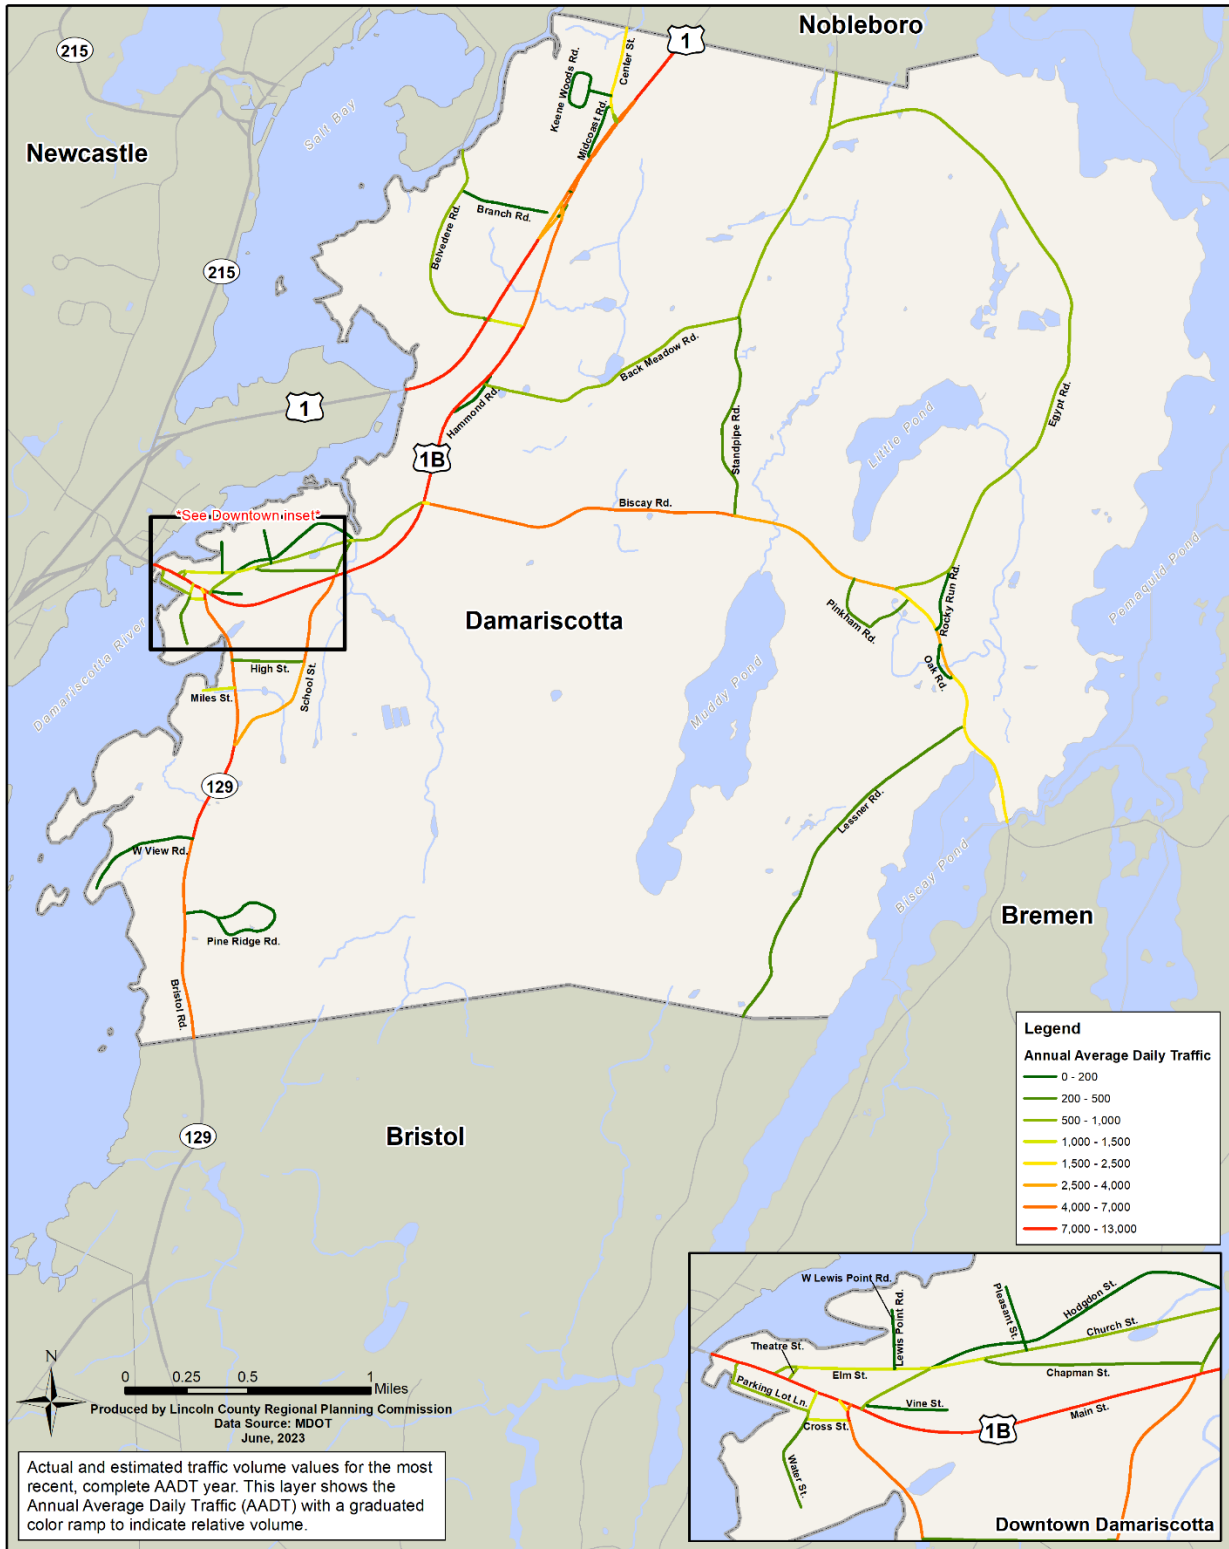 Nobleboro
215
1
Center St.
Keene Woods Rd.
Midcoast Rd.
Salt Bay
Newcastle
Branch Rd.
Belvedere Rd.
215
Back Meadow Rd.
Egypt Rd.
1
Hammond Rd.
Standpipe Rd.
Little Pond
1B
Biscay Rd.
*See Downtown inset*
Pemaquid Pond
Damariscotta
Rocky Run Rd.
Pinkham Rd.
Oak Rd.
Damariscotta River
High St.
School St.
Miles St.
Muddy Pond
129
Lessner Rd.
W View Rd.
Biscay Pond
Bremen
Pine Ridge Rd.
Bristol Rd.
Legend
Annual Average Daily Traffic
0 - 200
200 - 500
500 - 1,000
1,000 - 1,500
1,500 - 2,500
2,500 - 4,000
4,000 - 7,000
7,000 - 13,000
129
Bristol
W Lewis Point Rd.
Lewis Point Rd.
Pleasant St.
Hodgdon St.
Church St.
Theatre St.
Elm St.
Chapman St.
Parking Lot Ln.
Vine St.
Main St.
Cross St.
1B
Water St.
Downtown Damariscotta
N
0 0.25 0.5 1
Miles
Produced by Lincoln County Regional Planning Commission
Data Source: MDOT
June, 2023
Actual and estimated traffic volume values for the most
recent, complete AADT year. This layer shows the
Annual Average Daily Traffic (AADT) with a graduated
color ramp to indicate relative volume.